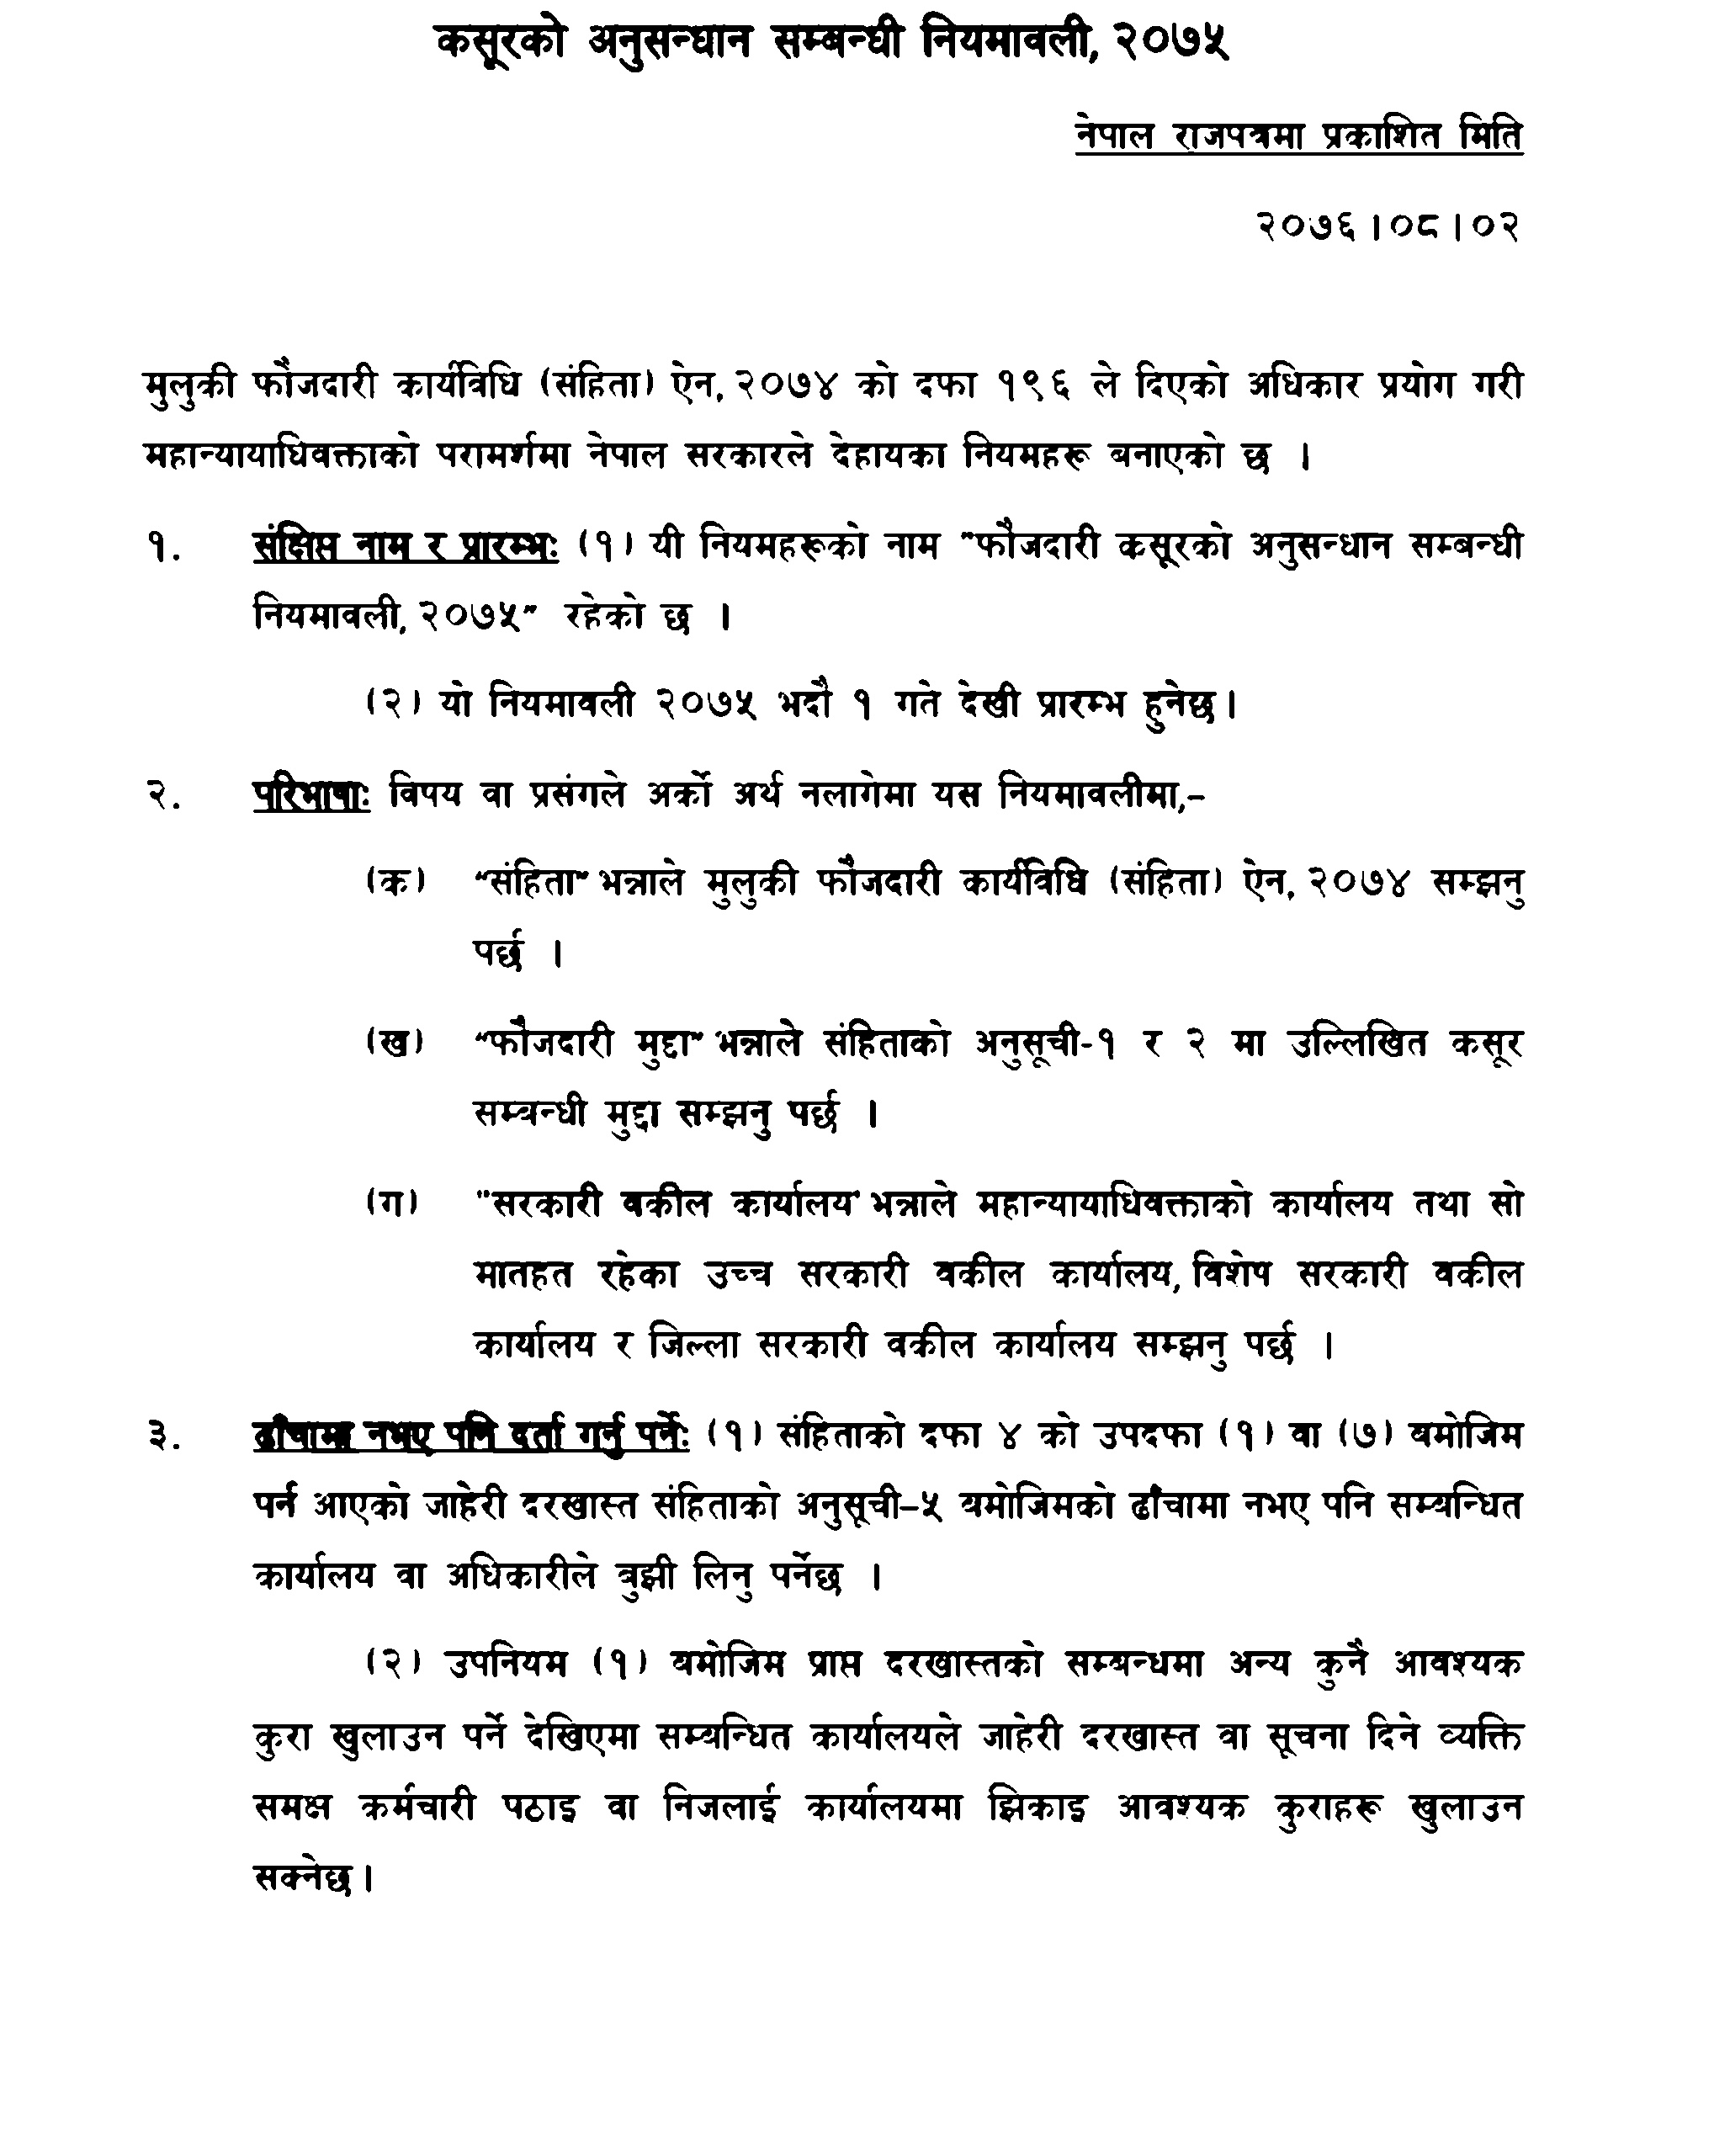 कसूरको अनुसन्धान सम्बन्धी नियमावली, २०७५
नेपाल राजपत्रमा प्रकाशित मिति
२०७६।०८।०२
मुलुकी फौजदारी कार्यविधि (संहिता) ऐन, २०७४ को दफा १९६ ले दिएको अधिकार प्रयोग गरी
महान्यायाधिवक्ताको परामर्शमा नेपाल सरकारले देहायका नियमहरू बनाएको छ ।
१. संक्षिप्त नाम र प्रारम्भः (१) यी नियमहरूको नाम "फौजदारी कसूरको अनुसन्धान सम्बन्धी
नियमावली, २०७५" रहेको छ ।
(२) यो नियमावली २०७५ भदौ १ गते देखी प्रारम्भ हुनेछ।
२. परिभाषाः विषय वा प्रसंगले अर्को अर्थ नलागेमा यस नियमावलीमा,–
(क) “संहिता” भन्नाले मुलुकी फौजदारी कार्यविधि (संहिता) ऐन, २०७४ सम्झनु
पर्छ ।
(ख) “फौजदारी मुद्दा” भन्नाले संहिताको अनुसूची-१ र २ मा उल्लिखित कसूर
सम्बन्धी मुद्दा सम्झनु पर्छ ।
(ग) "सरकारी वकील कार्यालय' भन्नाले महान्यायाधिवक्ताको कार्यालय तथा सो
मातहत रहेका उच्च सरकारी वकील कार्यालय, विशेष सरकारी वकील
कार्यालय र जिल्ला सरकारी वकील कार्यालय सम्झनु पर्छ ।
३. ढाँचामा नभए पनि दर्ता गर्नु पर्नेः (१) संहिताको दफा ४ को उपदफा (१) वा (७) बमोजिम
पर्न आएको जाहेरी दरखास्त संहिताको अनुसूची–५ बमोजिमको ढाँचामा नभए पनि सम्बन्धित
कार्यालय वा अधिकारीले बुझी लिनु पर्नेछ ।
(२) उपनियम (१) बमोजिम प्राप्त दरखास्तको सम्बन्धमा अन्य कुनै आवश्यक
कुरा खुलाउन पर्ने देखिएमा सम्बन्धित कार्यालयले जाहेरी दरखास्त वा सूचना दिने व्यक्ति
समक्ष कर्मचारी पठाइ वा निजलाई कार्यालयमा झिकाइ आवश्यक कुराहरू खुलाउन
सक्नेछ।